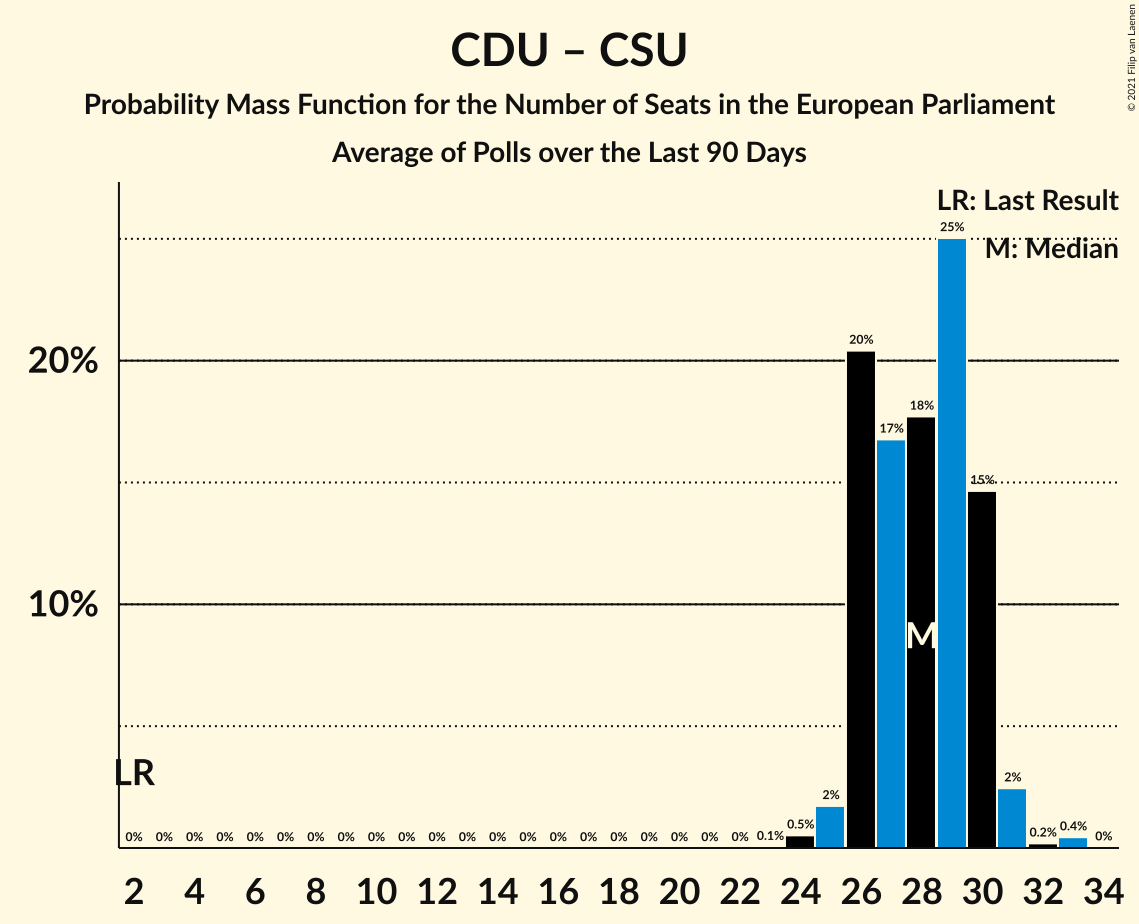 CDU – CSU
Probability Mass Function for the Number of Seats in the European Parliament
Average of Polls over the Last 90 Days
© 2021 Filip van Laenen
LR: Last Result
M: Median
25%
20%
20%
18%
17%
15%
10%
M
LR
0% 0% 0% 0% 0% 0% 0% 0% 0% 0% 0% 0% 0% 0% 0% 0% 0% 0% 0% 0% 0% 0.1% 0.5% 2% 2% 0.2% 0.4% 0%
2 4 6 8 10 12 14 16 18 20 22 24 26 28 30 32 34